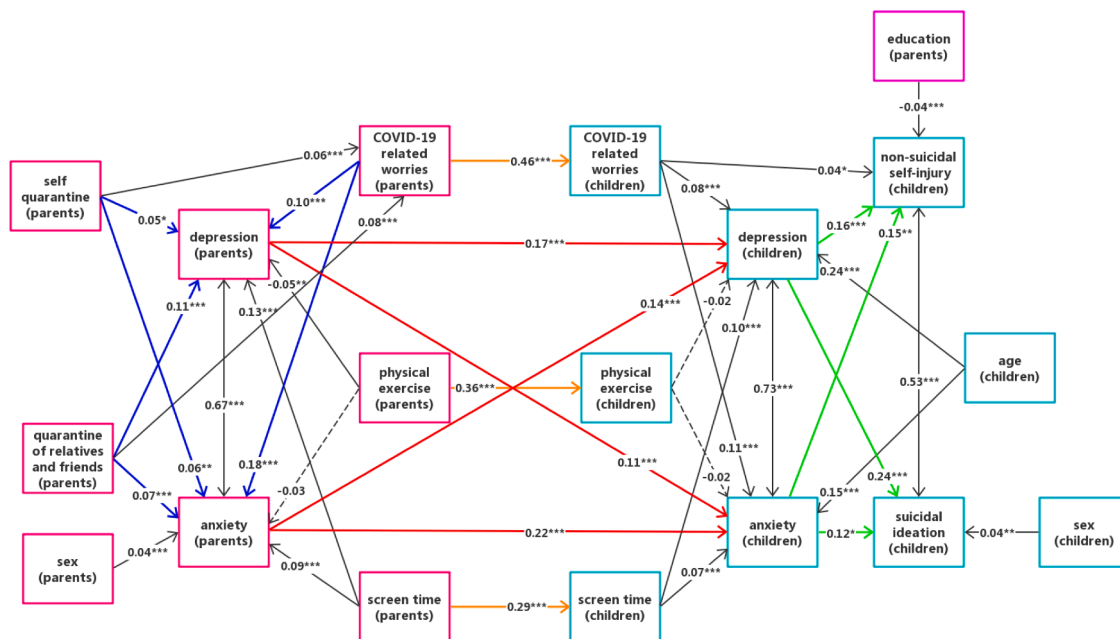 education
(parents)
-0.04***
COVID-19
related
worries
(parents)
COVID-19
related
worries
(children)
non-suicidal
self-injury
(children)
0.06***
0.46***
0.04*
self
quarantine
(parents)
0.08***
0.10***
0.05*
0.08***
0.16***
0.15**
depression
(parents)
0.17***
depression
(children)
0.24***
-0.05**
0.11***
0.13***
0.14***
-0.02
0.10***
physical
exercise
(parents)
0.36***
physical
exercise
(children)
age
(children)
0.67***
0.73***
0.53***
quarantine
of relatives
and friends
(parents)
0.06**
0.18***
0.11***
0.11***
-0.02
0.24***
0.07***
-0.03
0.15***
anxiety
(parents)
0.22***
anxiety
(children)
0.12*
suicidal
ideation
(children)
0.04**
sex
(children)
sex
(parents)
0.04***
0.09***
0.07***
screen time
(parents)
0.29***
screen time
(children)